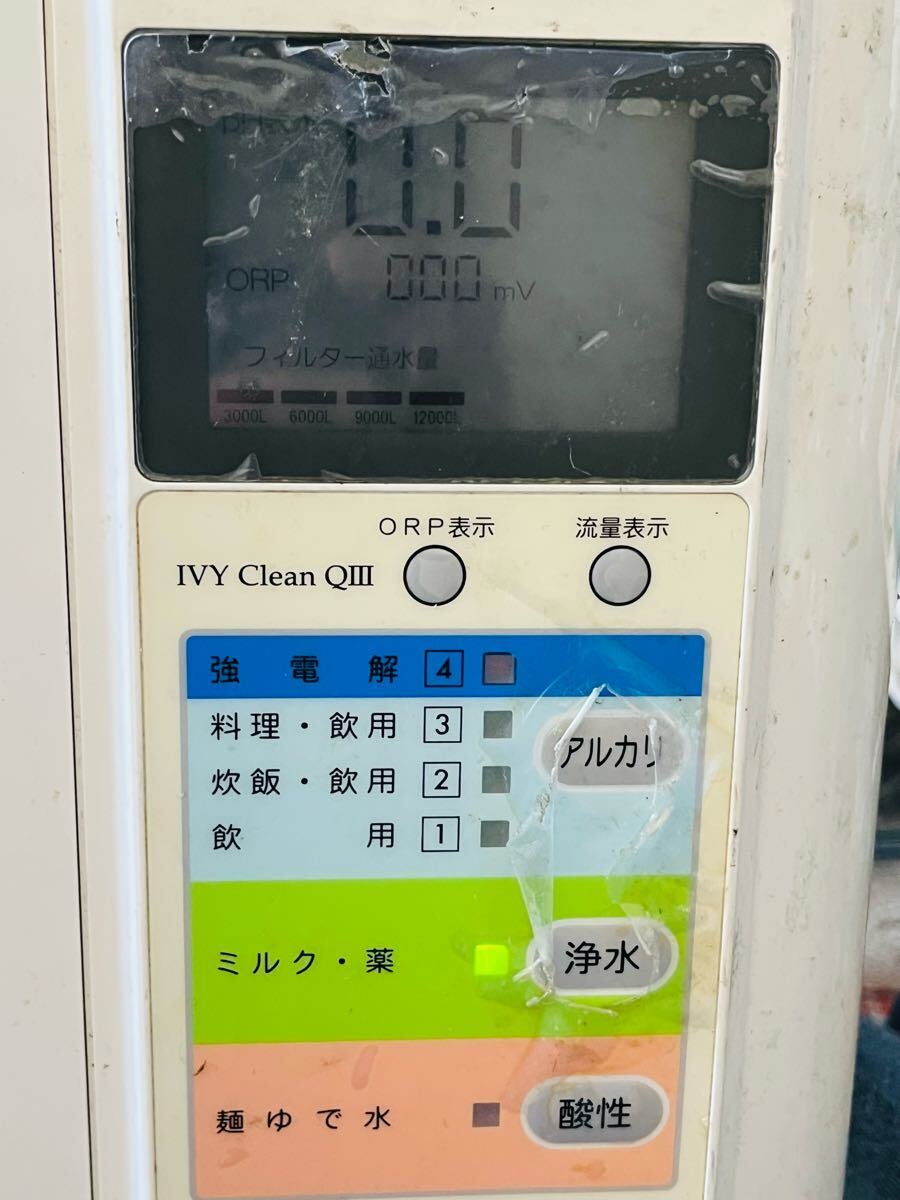 0.0
ORP 000 mV
フィルター通水量
3000L 6000L 9000L 12000L
ORP表示 流量表示
IVY Clean QIII
強電解 4
料理・飲用 3
アルカリ
炊飯・飲用 2
飲用 1
ミルク・薬 浄水
麺ゆで水 酸性